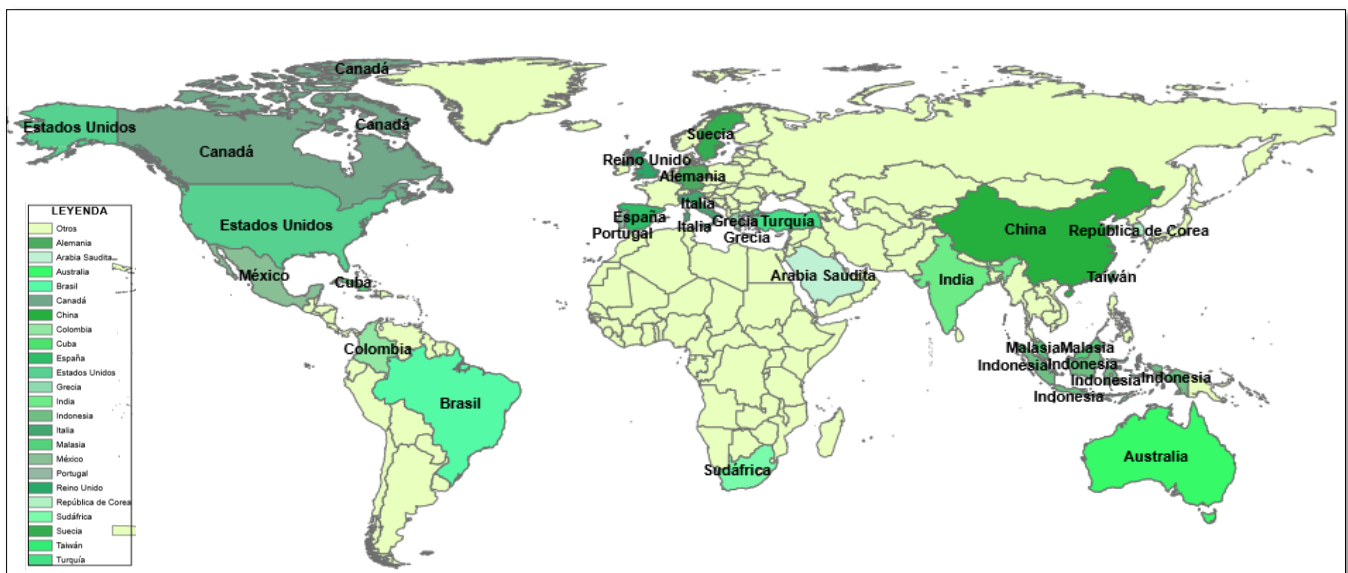 Canadá
Estados Unidos
Canadá
Canadá
Suecia
Reino Unido
Alemania
Italia
España
Grecia
Turquía
Portugal
Italia
Grecia
Estados Unidos
China
República de Corea
México
Cuba
Arabia Saudita
India
Taiwán
Colombia
Malasia
Malasia
Indonesia
Indonesia
Indonesia
Indonesia
Indonesia
Brasil
Sudáfrica
Australia
LEYENDA
Otros
Alemania
Arabia Saudita
Australia
Brasil
Canadá
China
Colombia
Cuba
España
Estados Unidos
Grecia
India
Indonesia
Italia
Malasia
México
Portugal
Reino Unido
República de Corea
Sudáfrica
Suecia
Taiwán
Turquía